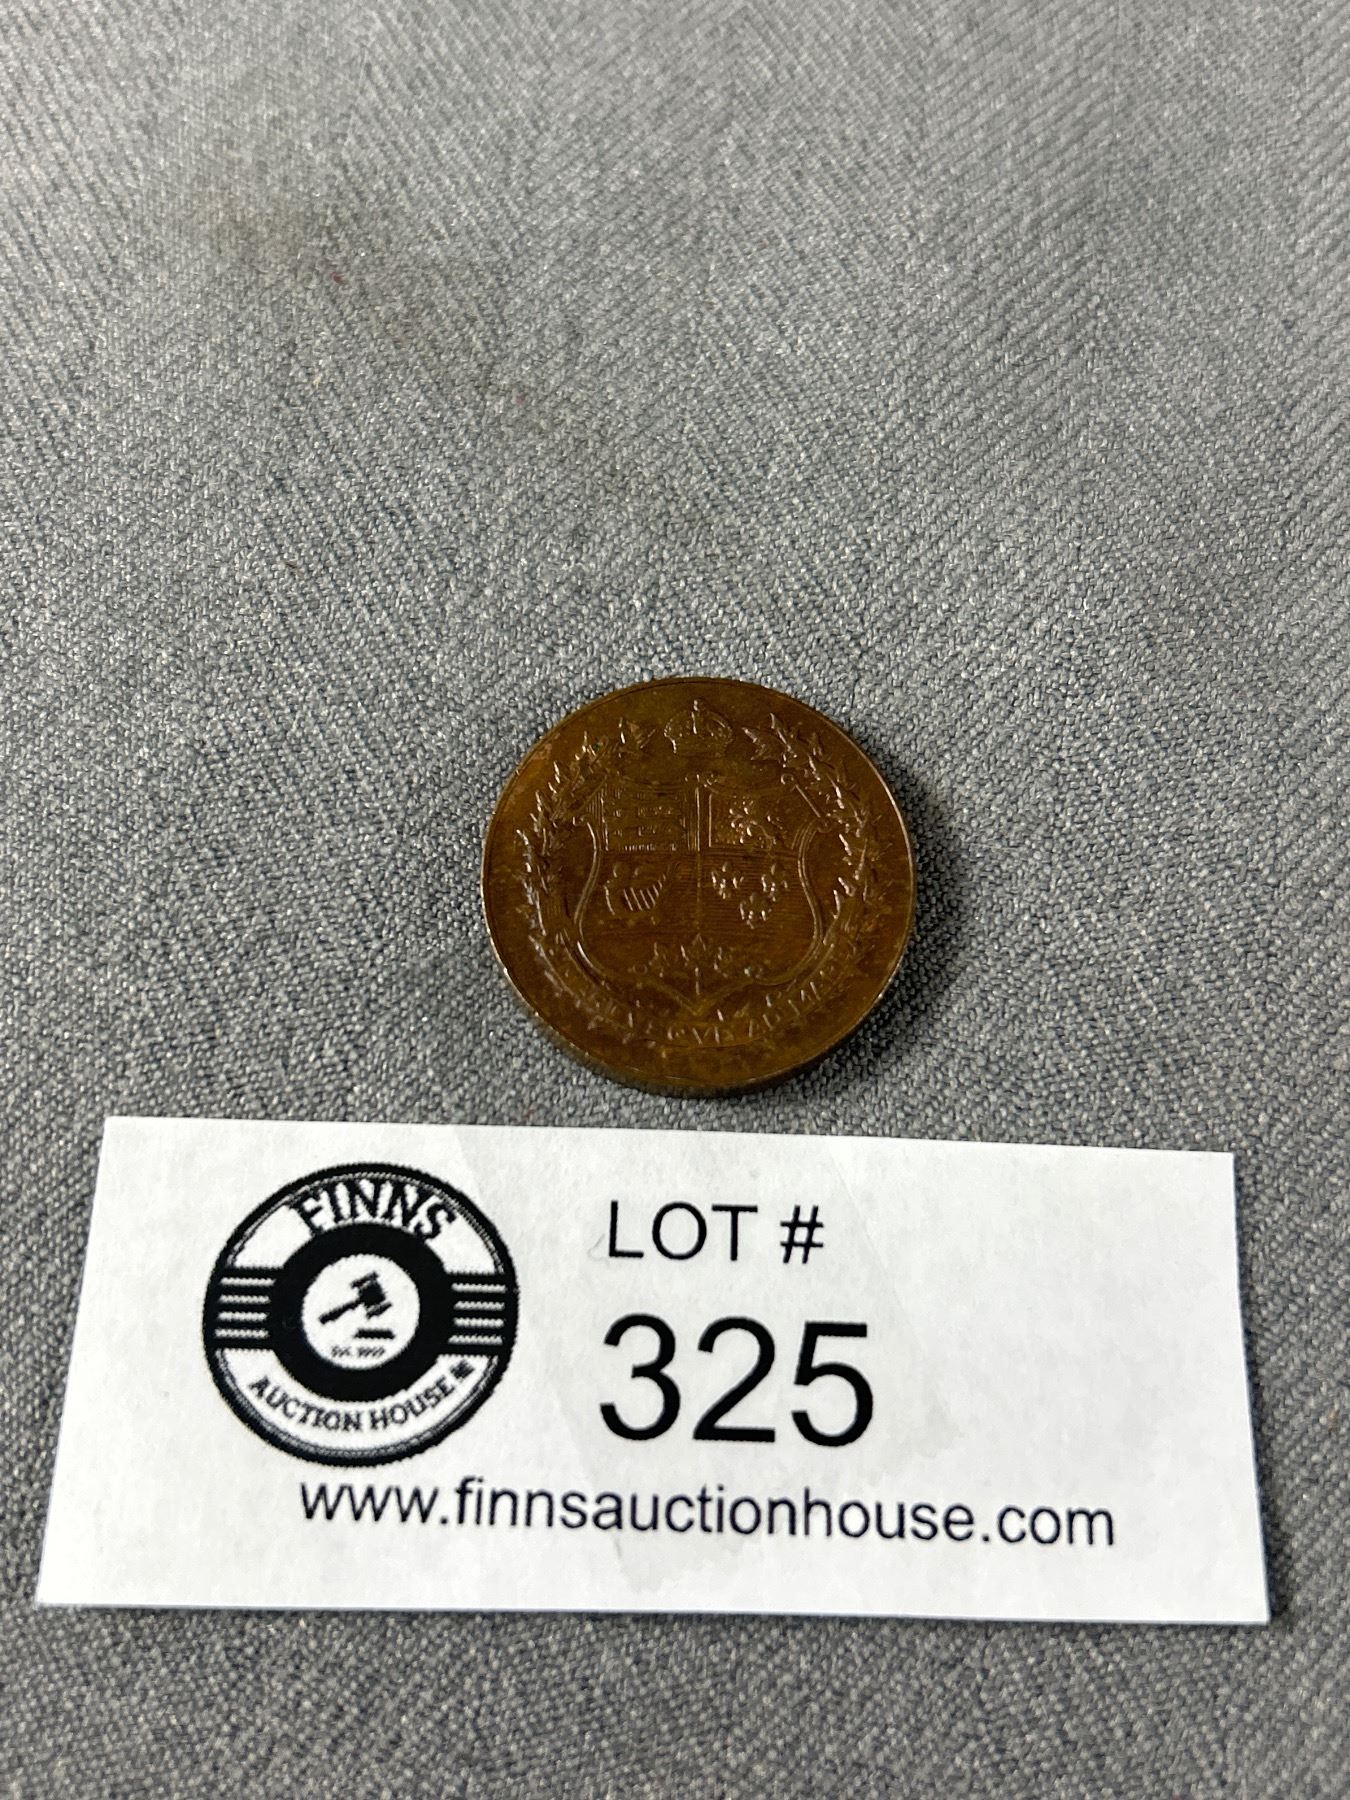 FINNS
AUCTION HOUSE
LOT #
325
www.finnsauctionhouse.com